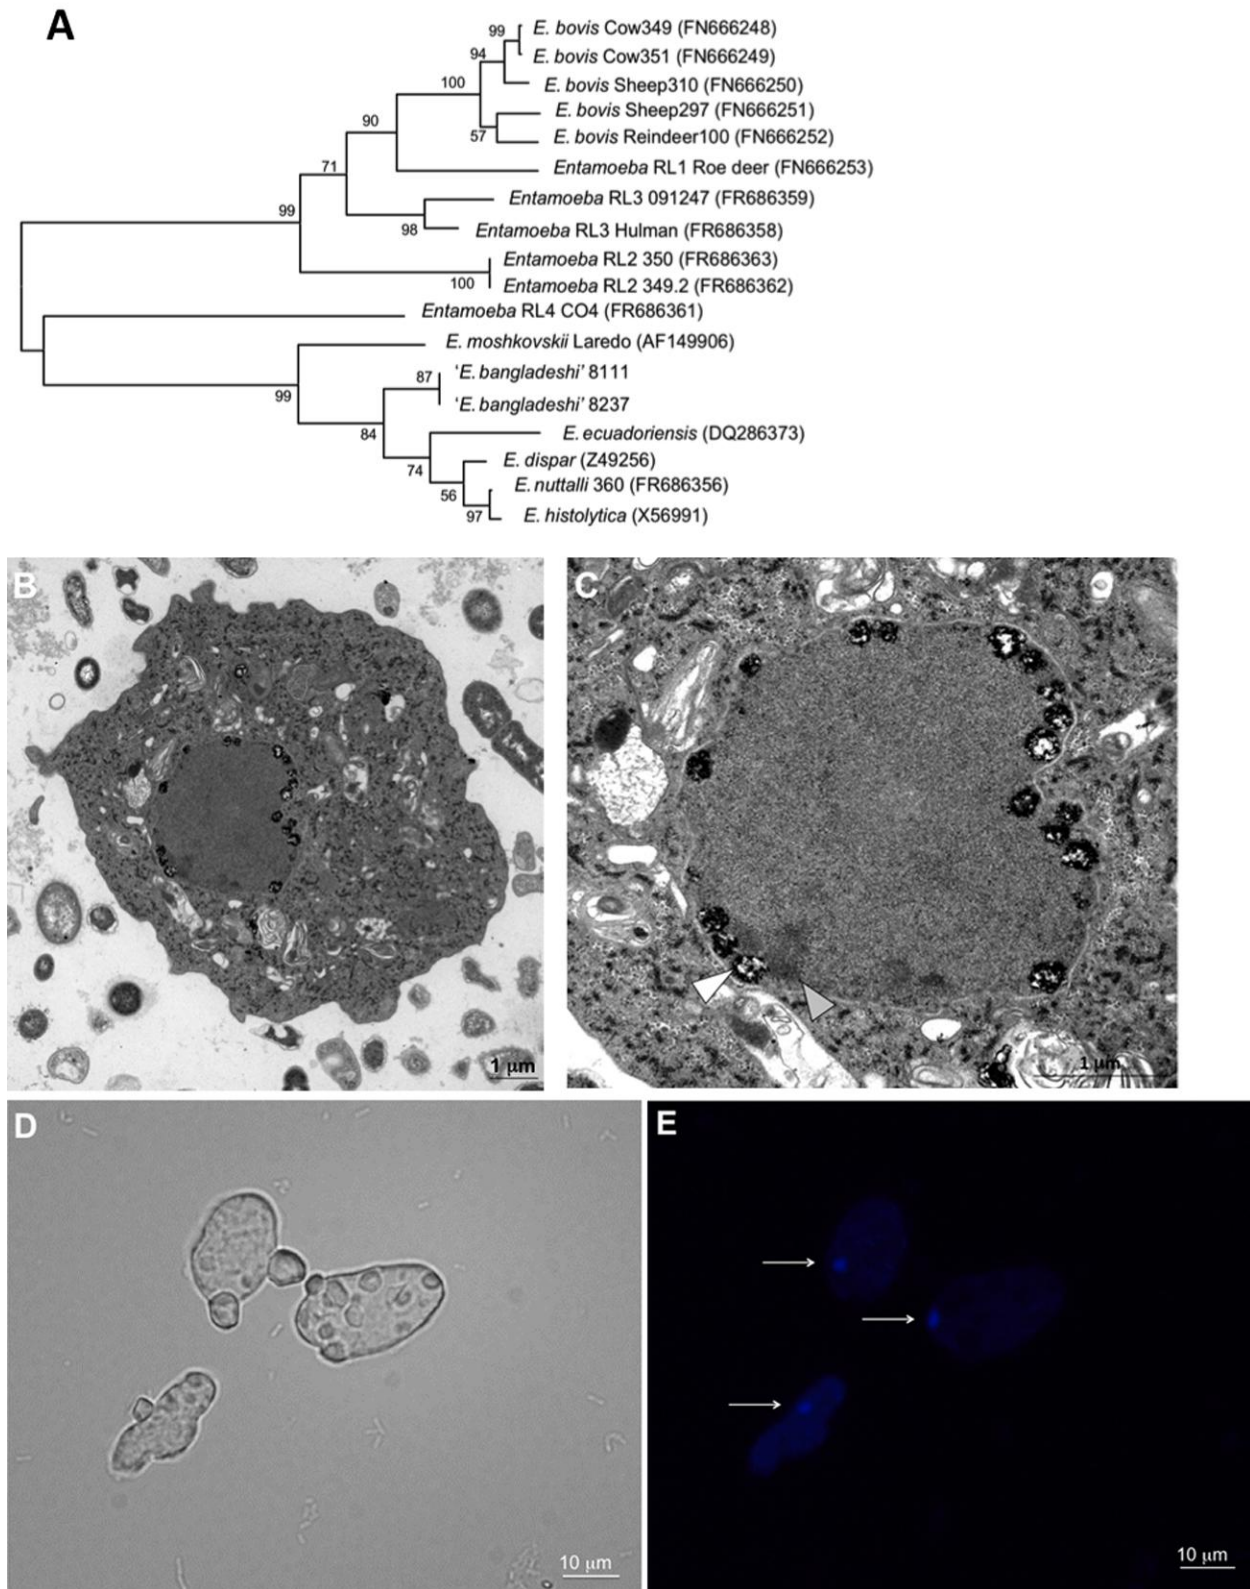 A
99
E. bovis Cow349 (FN666248)
94
E. bovis Cow351 (FN666249)
100
E. bovis Sheep310 (FN666250)
E. bovis Sheep297 (FN666251)
90
57
E. bovis Reindeer100 (FN666252)
71
Entamoeba RL1 Roe deer (FN666253)
99
Entamoeba RL3 091247 (FR686359)
98
Entamoeba RL3 Hulman (FR686358)
Entamoeba RL2 350 (FR686363)
100
Entamoeba RL2 349.2 (FR686362)
Entamoeba RL4 CO4 (FR686361)
E. moshkovskii Laredo (AF149906)
87
‘E. bangladeshi’ 8111
99
‘E. bangladeshi’ 8237
84
E. ecuadoriensis (DQ286373)
74
E. dispar (Z49256)
56
E. nuttalli 360 (FR686356)
97
E. histolytica (X56991)
B
1 µm
C
1 µm
D
10 µm
E
10 µm